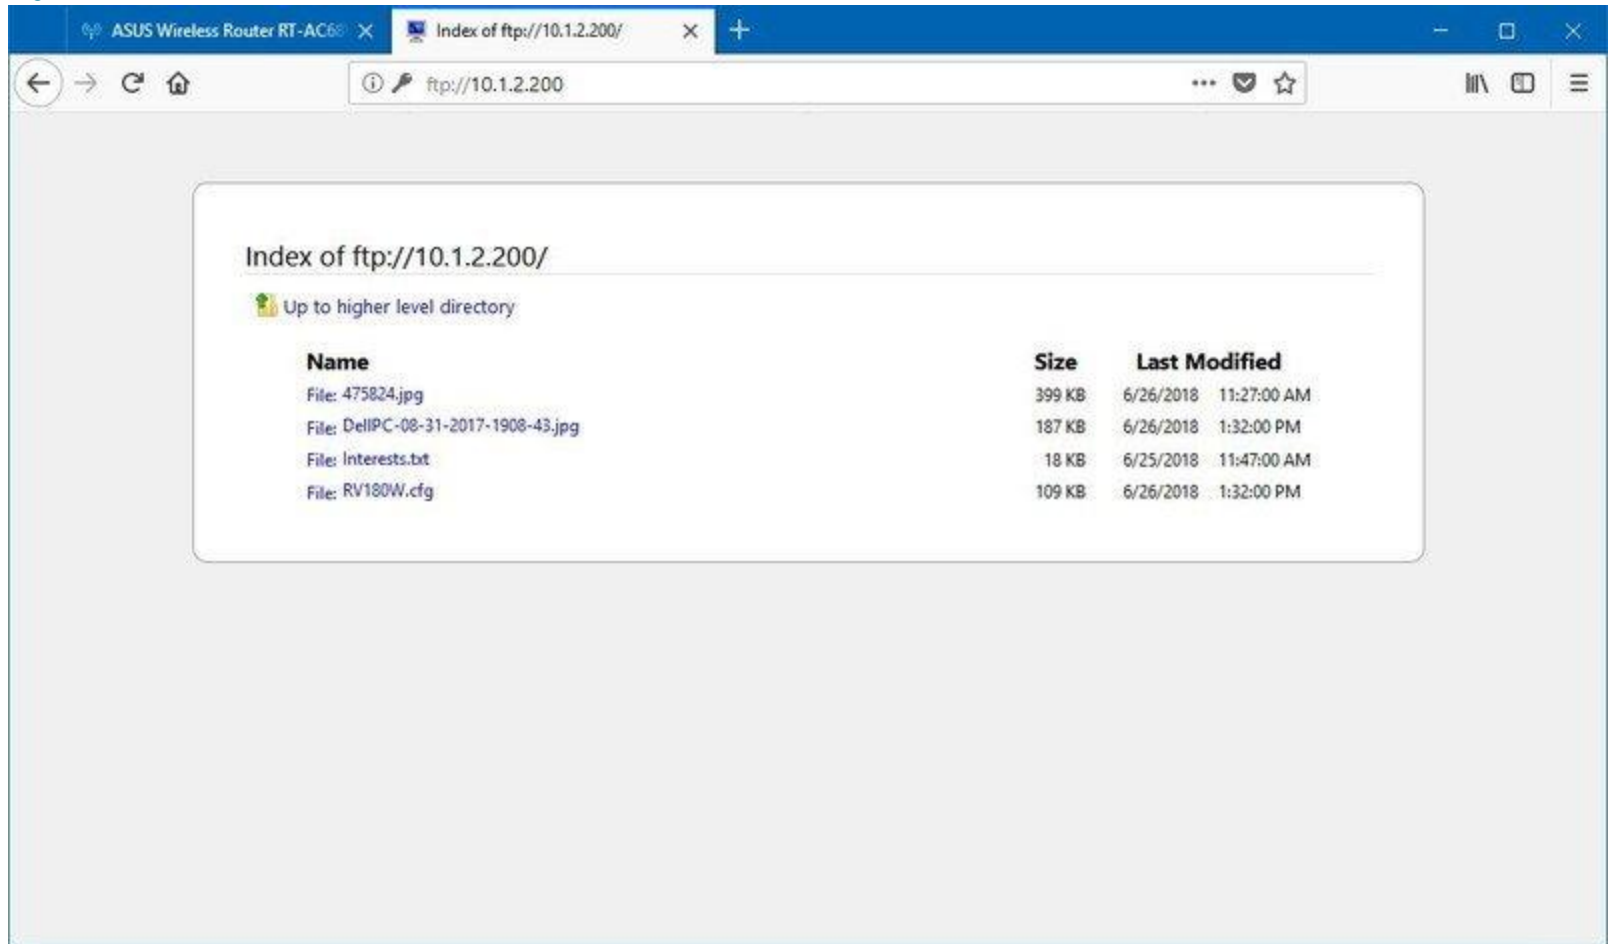 ASUS Wireless Router RT-AC68
Index of ftp://10.1.2.200/
ftp://10.1.2.200
Index of ftp://10.1.2.200/
Up to higher level directory
Name Size Last Modified
File: 475824.jpg 399 KB 6/26/2018 11:27:00 AM
File: DellPC-08-31-2017-1908-43.jpg 187 KB 6/26/2018 1:32:00 PM
File: Interests.txt 18 KB 6/25/2018 11:47:00 AM
File: RV180W.cfg 109 KB 6/26/2018 1:32:00 PM